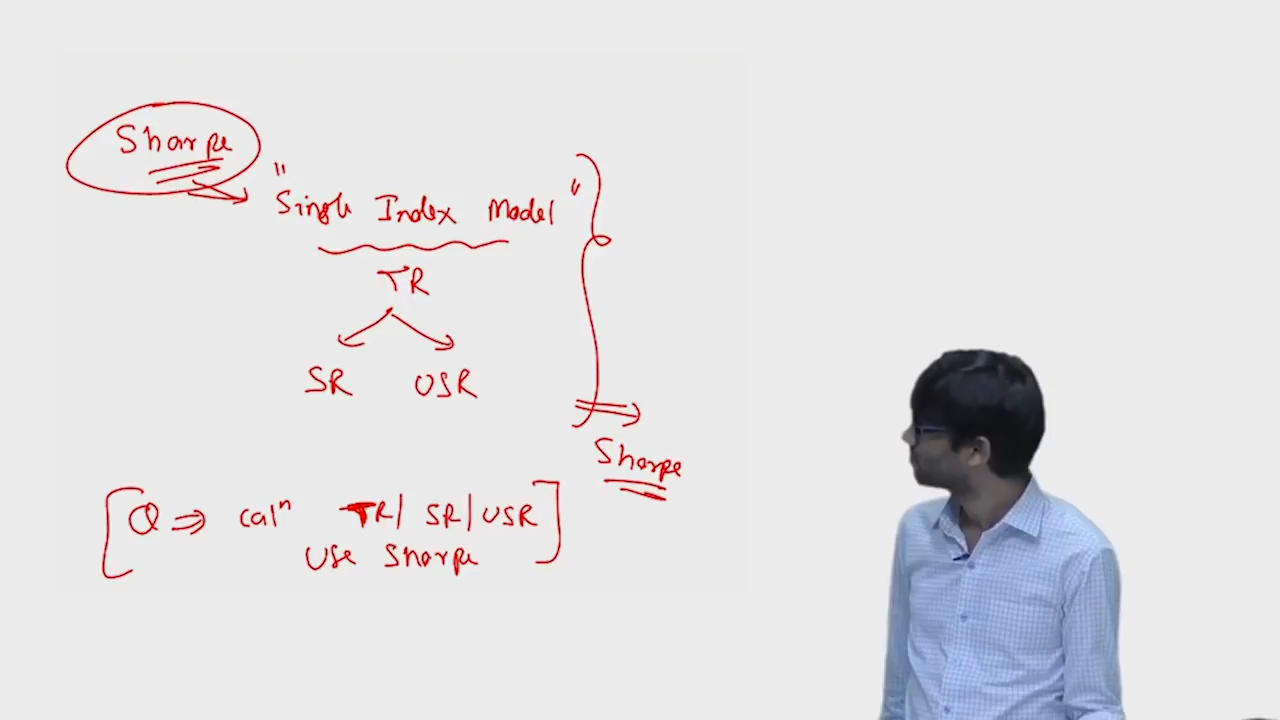 Sharpe
"Single Index Model"
TR
SR USR
Sharpe
[Q ⇒ calⁿ TR/ SR/USR
Use Sharpe]